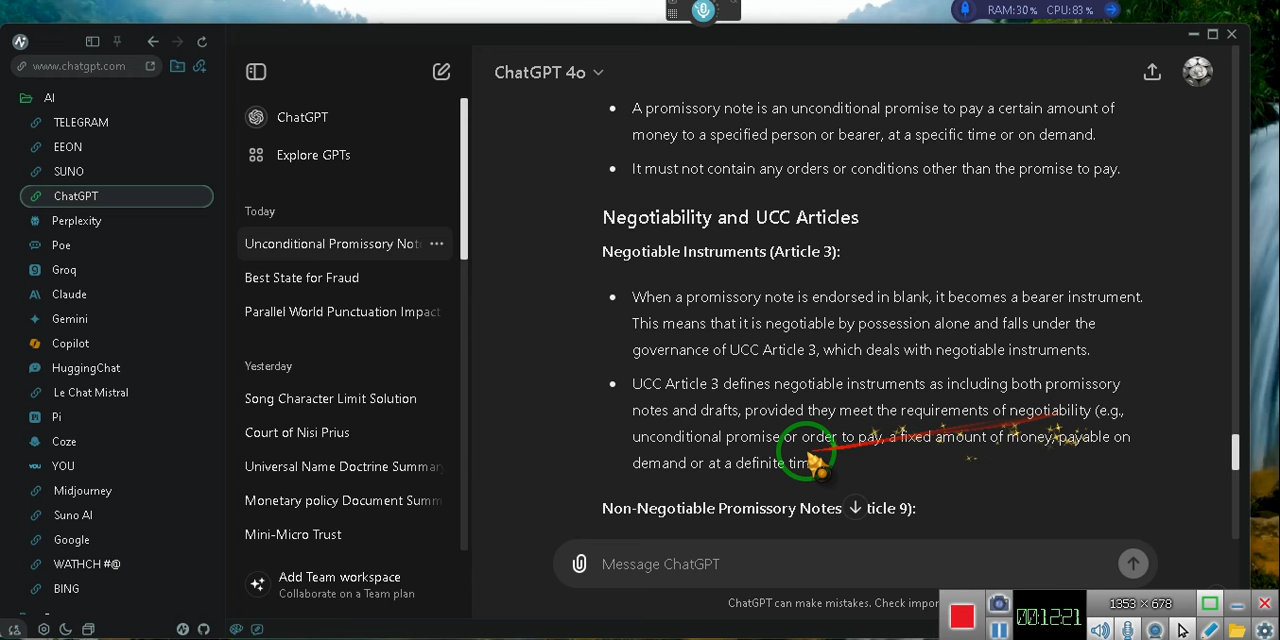 RAM:30% CPU:83%
www.chatgpt.com
AI
TELEGRAM
EEON
SUNO
ChatGPT
Perplexity
Poe
Groq
Claude
Gemini
Copilot
HuggingChat
Le Chat Mistral
Pi
Coze
YOU
Midjourney
Suno AI
Google
WATHCH #@
BING
ChatGPT
Explore GPTs
Today
Unconditional Promissory Not
Best State for Fraud
Parallel World Punctuation Impact
Yesterday
Song Character Limit Solution
Court of Nisi Prius
Universal Name Doctrine Summar
Monetary policy Document Summ
Mini-Micro Trust
Add Team workspace
Collaborate on a Team plan
ChatGPT 4o
• A promissory note is an unconditional promise to pay a certain amount of
money to a specified person or bearer, at a specific time or on demand.
• It must not contain any orders or conditions other than the promise to pay.
Negotiability and UCC Articles
Negotiable Instruments (Article 3):
• When a promissory note is endorsed in blank, it becomes a bearer instrument.
This means that it is negotiable by possession alone and falls under the
governance of UCC Article 3, which deals with negotiable instruments.
• UCC Article 3 defines negotiable instruments as including both promissory
notes and drafts, provided they meet the requirements of negotiability (e.g.,
unconditional promise or order to pay, a fixed amount of money, payable on
demand or at a definite tim
Non-Negotiable Promissory Notes ticle 9):
Message ChatGPT
ChatGPT can make mistakes. Check impor
00:12:21
1353 × 678